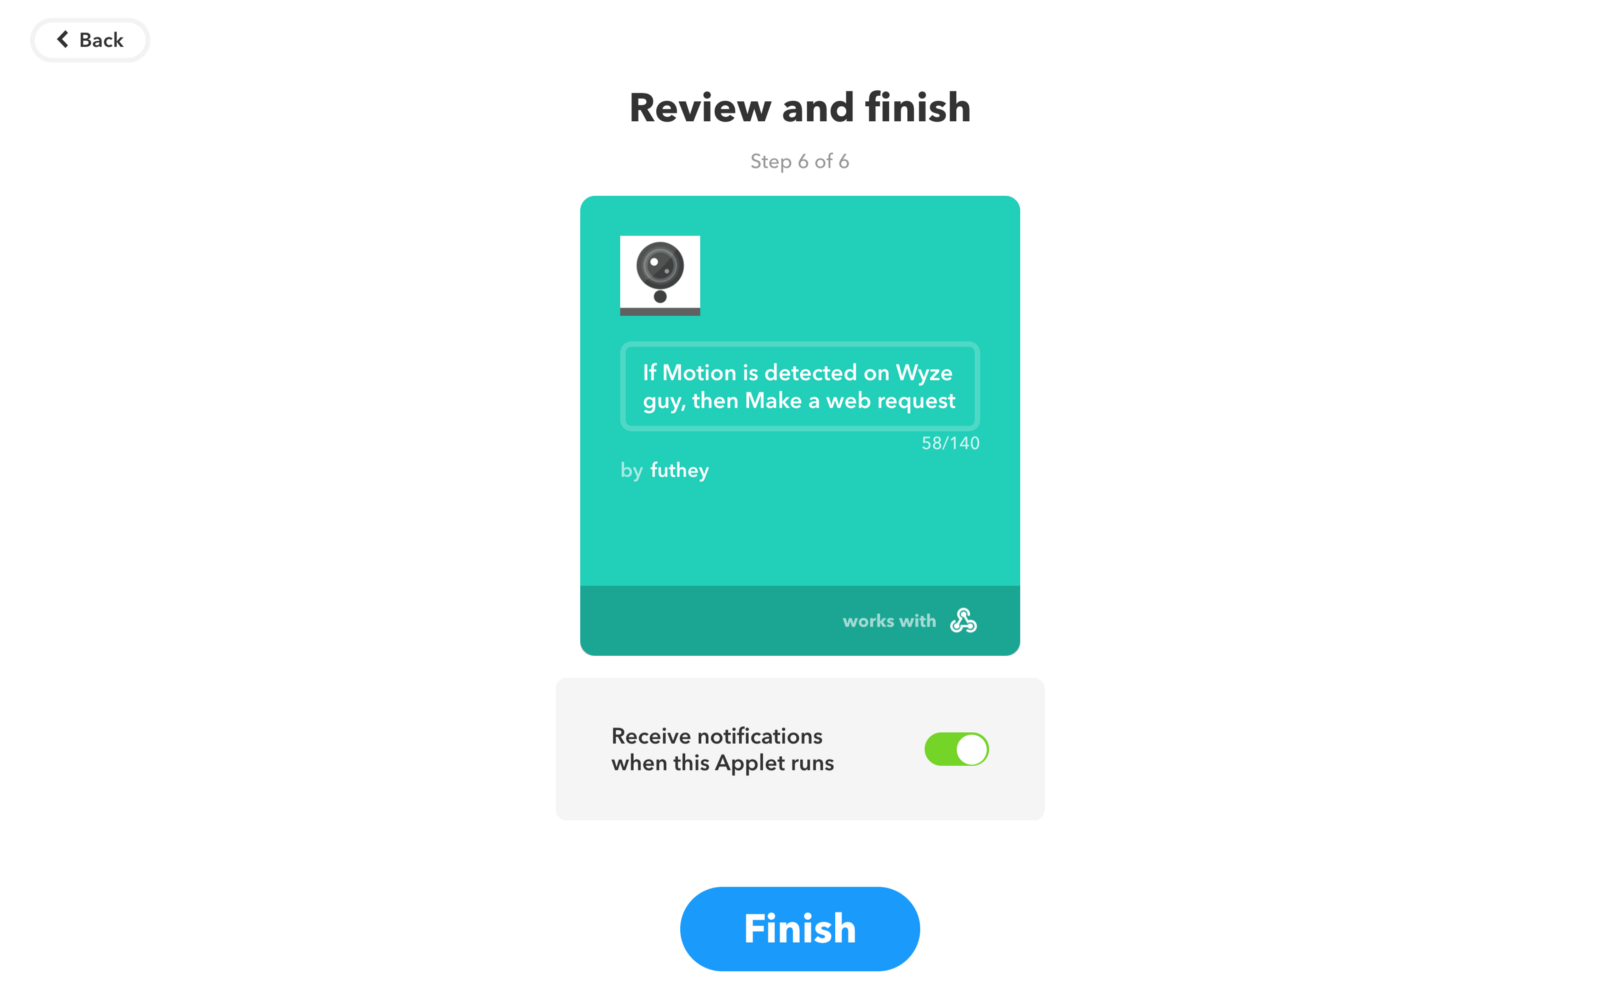 Back
Review and finish
Step 6 of 6
If Motion is detected on Wyze
guy, then Make a web request
58/140
by futhey
works with
Receive notifications
when this Applet runs
Finish